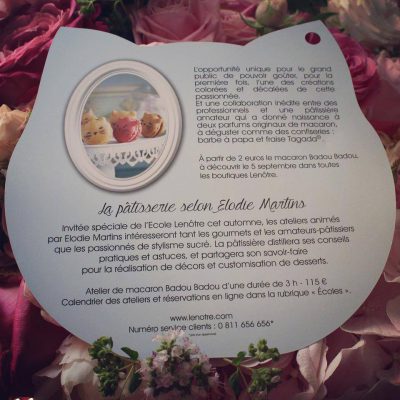 L'opportunité unique pour le grand
public de pouvoir goûter, pour la
première fois, l'une des créations
colorées et décalées de cette
passionnée.
Et une collaboration inédite entre des
professionnels et une pâtissière
amateur qui a donné naissance à
deux parfums originaux de macaron,
à déguster comme des confiseries :
barbe à papa et fraise Tagada®.
À partir de 2 euros le macaron Badou Badou,
à découvrir le 5 septembre dans toutes
les boutiques Lenôtre.
La pâtisserie selon Elodie Martins
Invitée spéciale de l'Ecole Lenôtre cet automne, les ateliers animés
par Elodie Martins intéresseront tant les gourmets et les amateurs-pâtissiers
que les passionnés de stylisme sucré. La pâtissière distillera ses conseils
pratiques et astuces, et partagera son savoir-faire
pour la réalisation de décors et customisation de desserts.
Atelier de macaron Badou Badou d'une durée de 3 h - 115 €
Calendrier des ateliers et réservations en ligne dans la rubrique « Écoles ».
www.lenotre.com
Numéro service clients : 0 811 656 656*